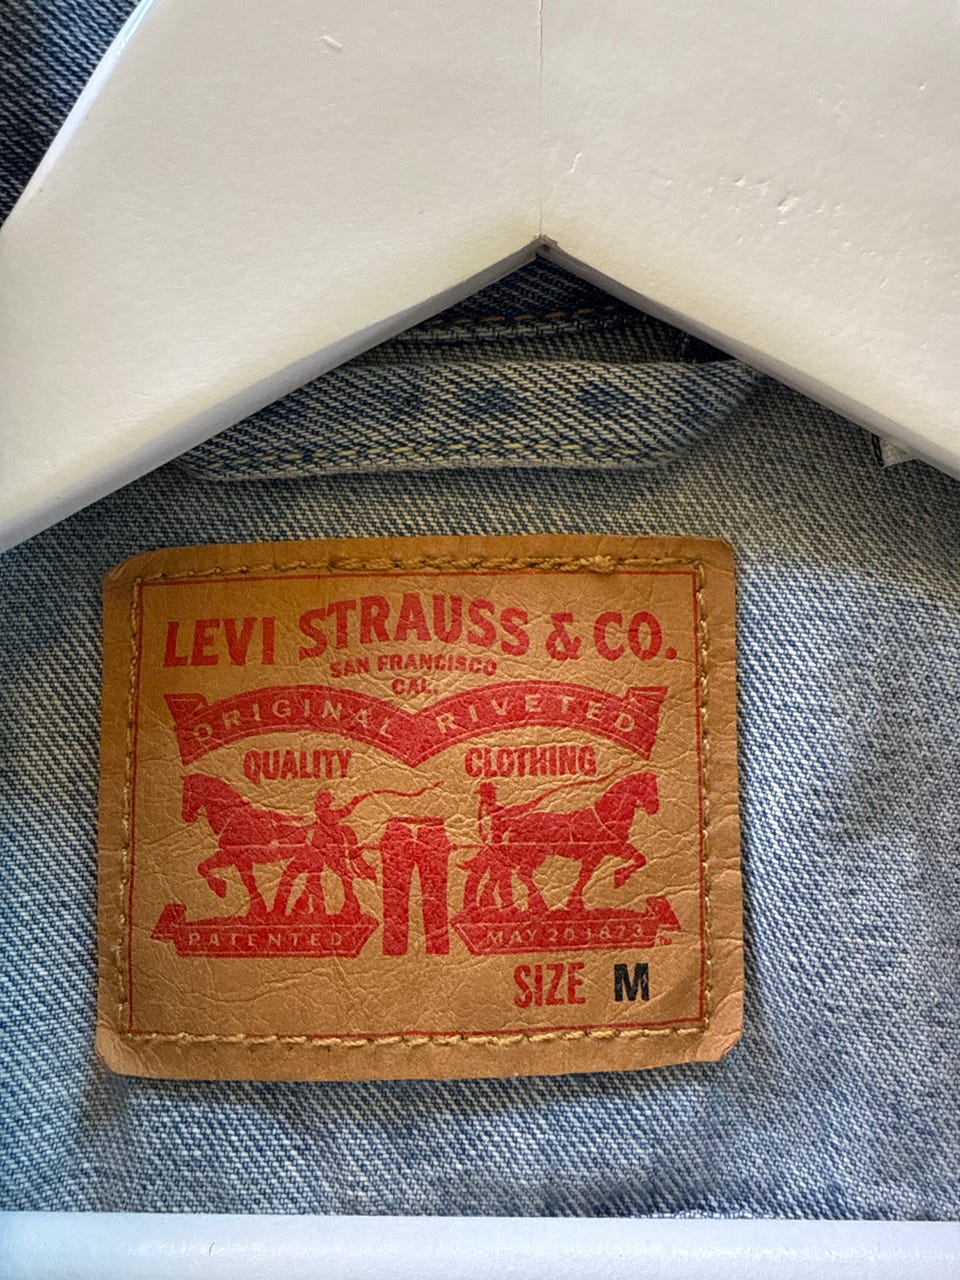 LEVI STRAUSS & CO.
SAN FRANCISCO
CAL.
ORIGINAL RIVETED
QUALITY CLOTHING
PATENTED MAY 20 1873
SIZE M